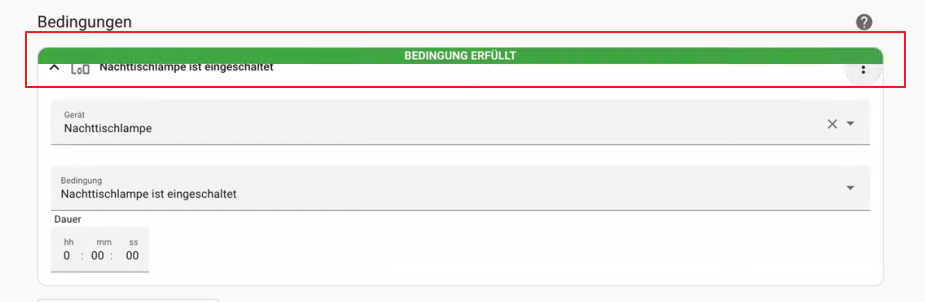 Bedingungen
BEDINGUNG ERFÜLLT
Nachttischlampe ist eingeschaltet
Gerät
Nachttischlampe
Bedingung
Nachttischlampe ist eingeschaltet
Dauer
hh mm ss
0 : 00 : 00